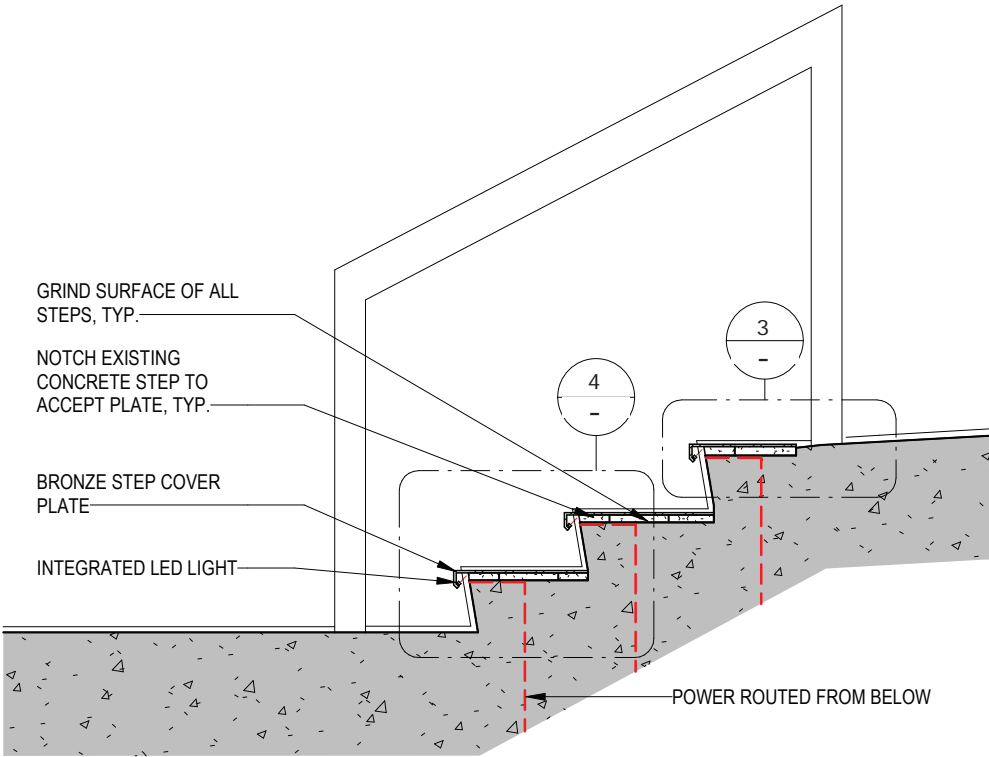 GRIND SURFACE OF ALL
STEPS, TYP.
NOTCH EXISTING
CONCRETE STEP TO
ACCEPT PLATE, TYP.
BRONZE STEP COVER
PLATE
INTEGRATED LED LIGHT
3
-
4
-
POWER ROUTED FROM BELOW